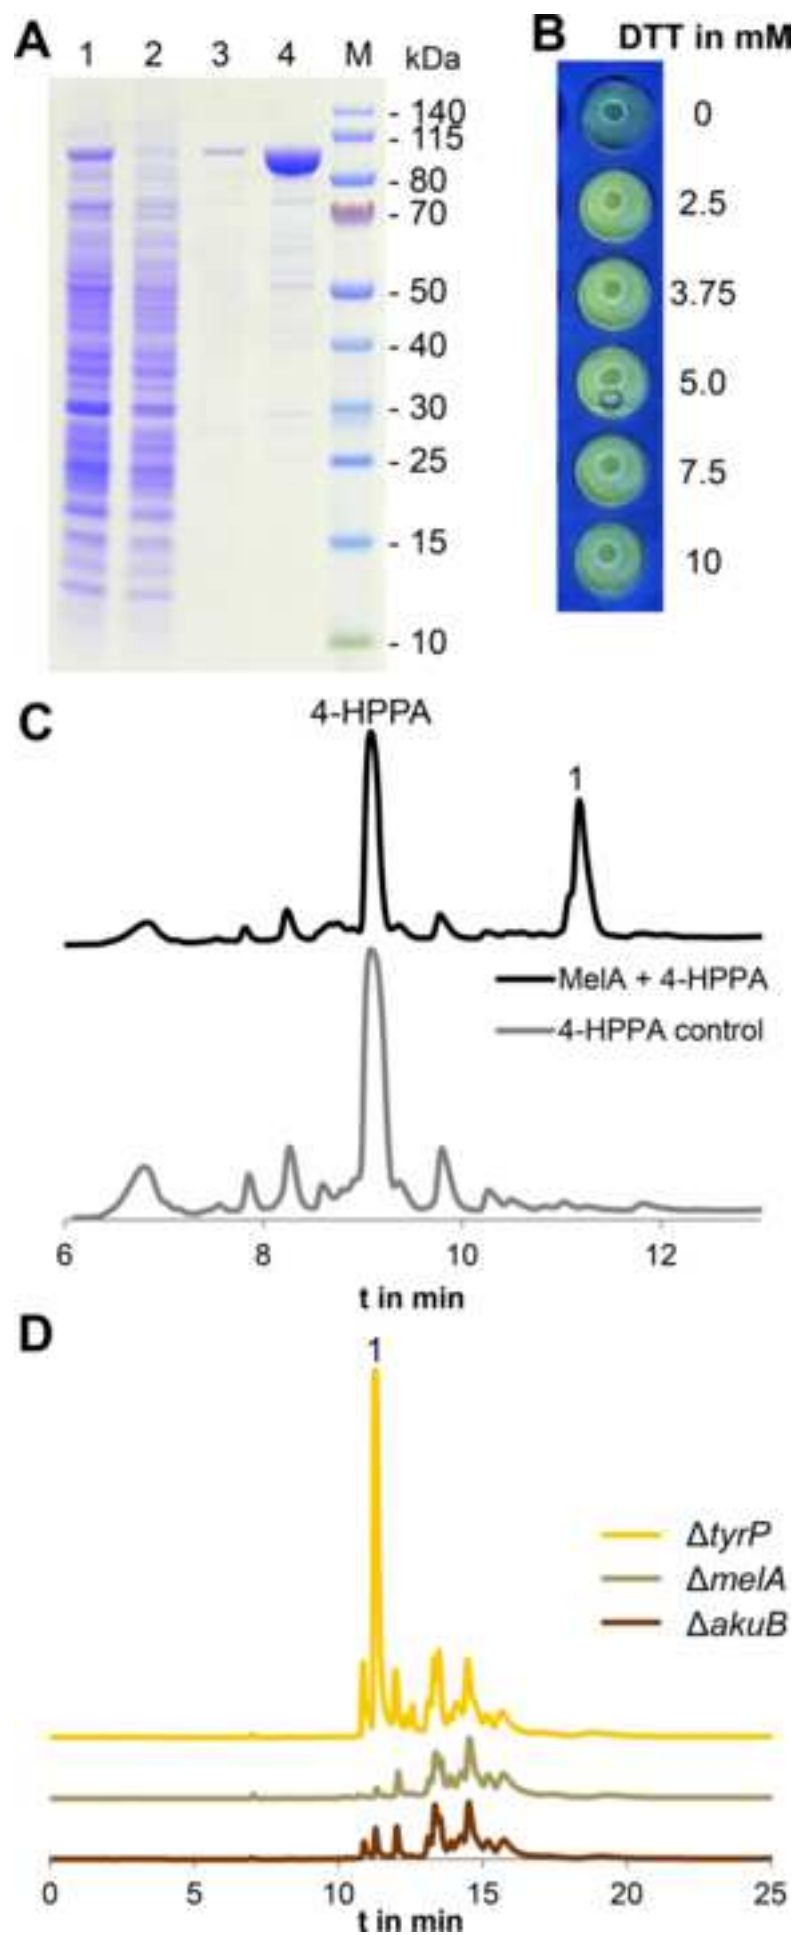 A
1 2 3 4 M kDa
- 140
- 115
- 80
- 70
- 50
- 40
- 30
- 25
- 15
- 10
B
DTT in mM
0
2.5
3.75
5.0
7.5
10
C
4-HPPA
1
MelA + 4-HPPA
4-HPPA control
6 8 10 12
t in min
D
1
ΔtyrP
ΔmelA
ΔakuB
0 5 10 15 20 25
t in min